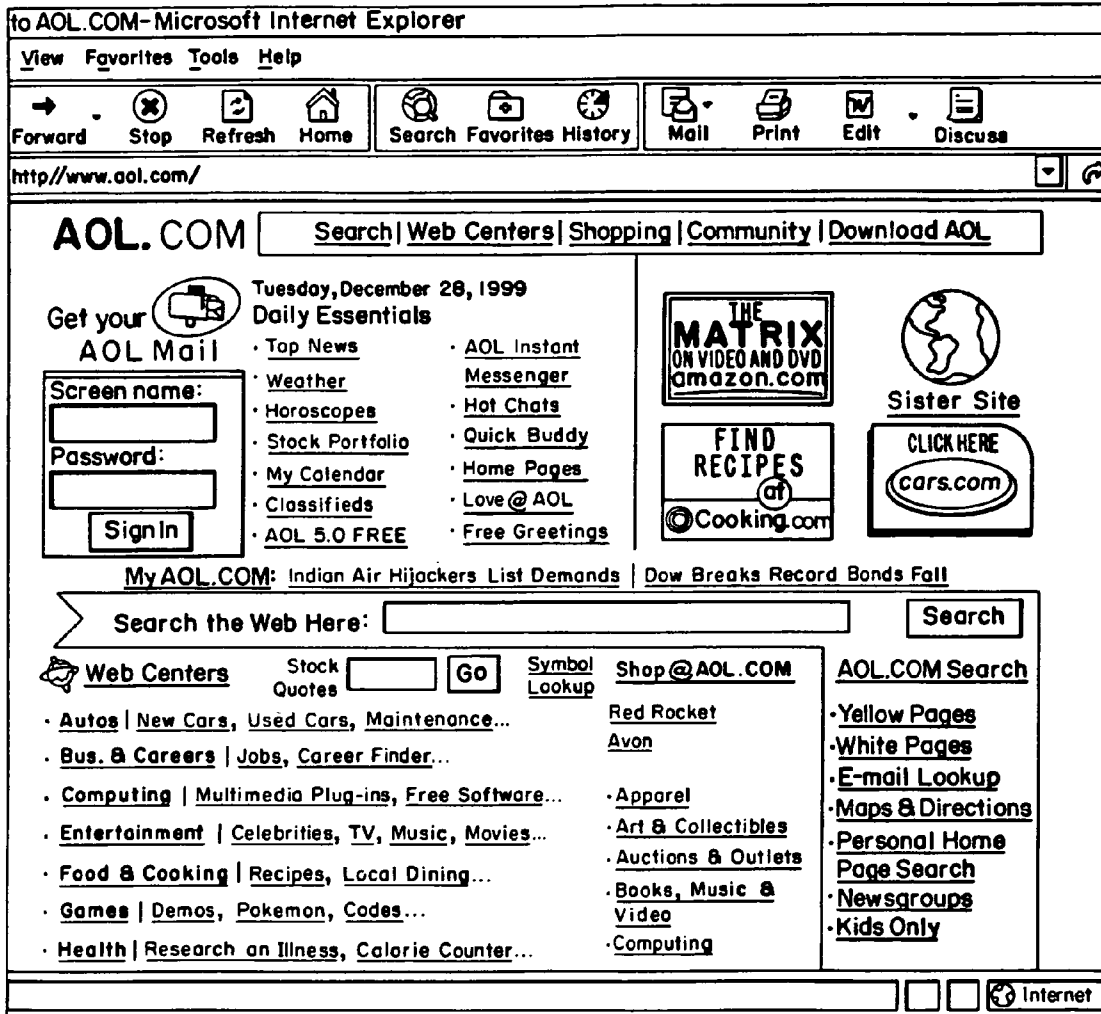 to AOL.COM-Microsoft Internet Explorer
View Favorites Tools Help
Forward Stop Refresh Home Search Favorites History Mail Print Edit Discuss
http//www.aol.com/
AOL.COM Search | Web Centers | Shopping | Community | Download AOL
Get your
AOL Mail
Screen name:
Password:
Sign In
Tuesday, December 28, 1999
Daily Essentials
· Top News
· Weather
· Horoscopes
· Stock Portfolio
· My Calendar
· Classifieds
· AOL 5.0 FREE
· AOL Instant
Messenger
· Hot Chats
· Quick Buddy
· Home Pages
· Love@AOL
· Free Greetings
THE
MATRIX
ON VIDEO AND DVD
amazon.com
Sister Site
FIND
RECIPES
at
Cooking.com
CLICK HERE
cars.com
My AOL.COM: Indian Air Hijackers List Demands | Dow Breaks Record Bonds Fall
Search the Web Here: Search
Web Centers
Stock
Quotes
Go
Symbol
Lookup
· Autos | New Cars, Used Cars, Maintenance...
· Bus. & Careers | Jobs, Career Finder...
· Computing | Multimedia Plug-ins, Free Software...
· Entertainment | Celebrities, TV, Music, Movies...
· Food & Cooking | Recipes, Local Dining...
· Games | Demos, Pokemon, Codes...
· Health | Research an Illness, Calorie Counter...
Shop@AOL.COM
Red Rocket
Avon
· Apparel
· Art & Collectibles
· Auctions & Outlets
· Books, Music &
Video
· Computing
AOL.COM Search
· Yellow Pages
· White Pages
· E-mail Lookup
· Maps & Directions
· Personal Home
Page Search
· Newsgroups
· Kids Only
Internet